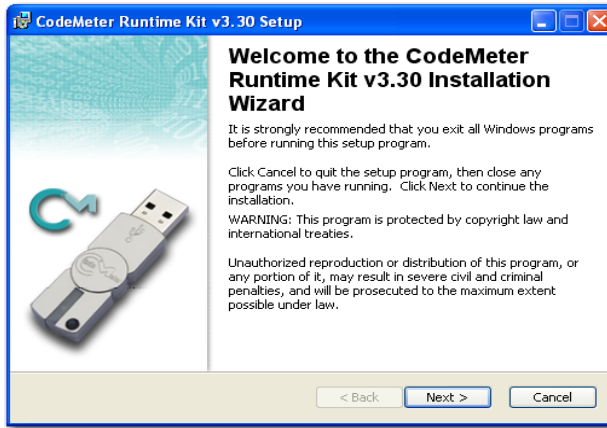 CodeMeter Runtime Kit v3.30 Setup
Welcome to the CodeMeter
Runtime Kit v3.30 Installation
Wizard
It is strongly recommended that you exit all Windows programs
before running this setup program.
Click Cancel to quit the setup program, then close any
programs you have running. Click Next to continue the
installation.
WARNING: This program is protected by copyright law and
international treaties.
Unauthorized reproduction or distribution of this program, or
any portion of it, may result in severe civil and criminal
penalties, and will be prosecuted to the maximum extent
possible under law.
< Back
Next >
Cancel